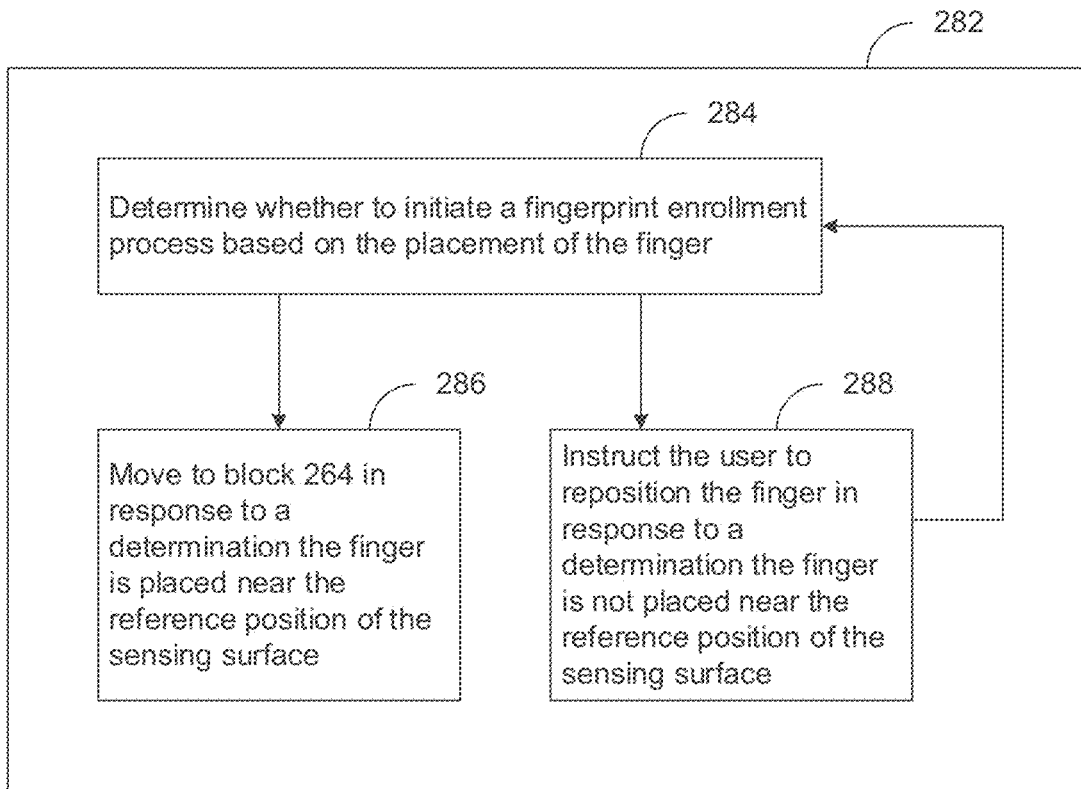 282
284
Determine whether to initiate a fingerprint enrollment
process based on the placement of the finger
286
Move to block 264 in
response to a
determination the finger
is placed near the
reference position of the
sensing surface
288
Instruct the user to
reposition the finger in
response to a
determination the finger
is not placed near the
reference position of the
sensing surface